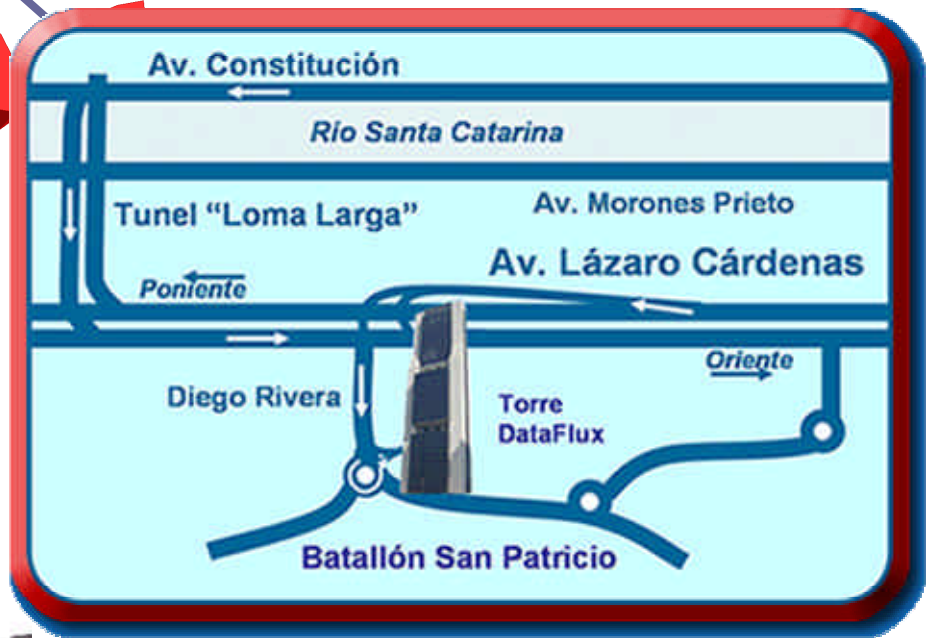 Av. Constitución
Río Santa Catarina
Av. Morones Prieto
Tunel “Loma Larga”
Av. Lázaro Cárdenas
Poniente
Oriente
Diego Rivera
Torre
DataFlux
Batallón San Patricio